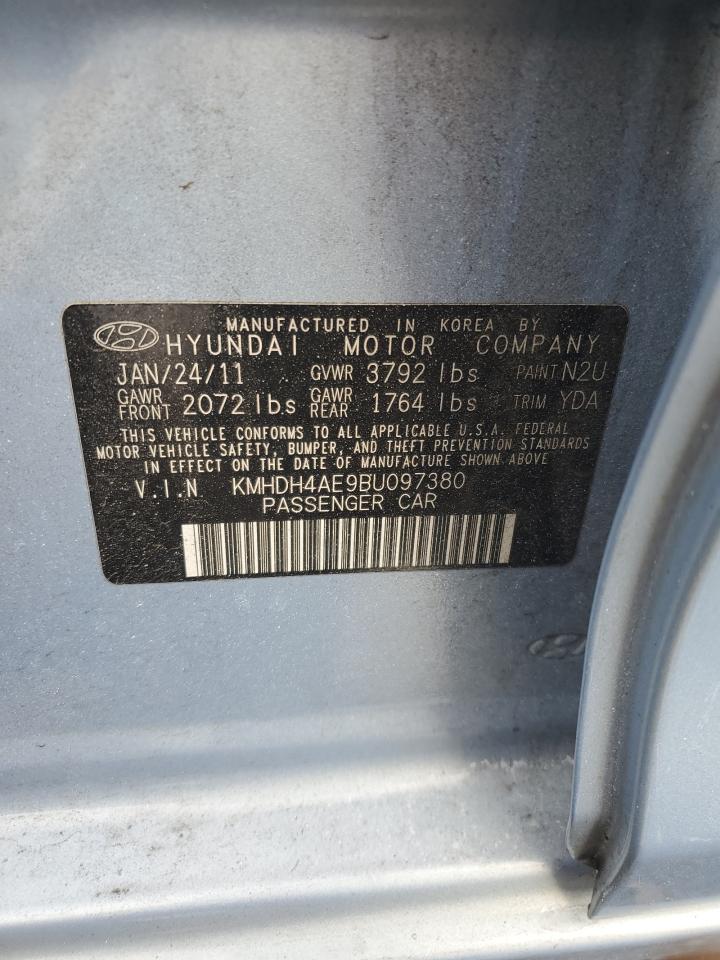 MANUFACTURED IN KOREA BY
HYUNDAI MOTOR COMPANY
JAN/24/11 GVWR 3792 lbs PAINT N2U
GAWR FRONT 2072 lbs GAWR REAR 1764 lbs TRIM YDA
THIS VEHICLE CONFORMS TO ALL APPLICABLE U.S.A. FEDERAL
MOTOR VEHICLE SAFETY, BUMPER, AND THEFT PREVENTION STANDARDS
IN EFFECT ON THE DATE OF MANUFACTURE SHOWN ABOVE
V.I.N KMHDH4AE9BU097380
PASSENGER CAR